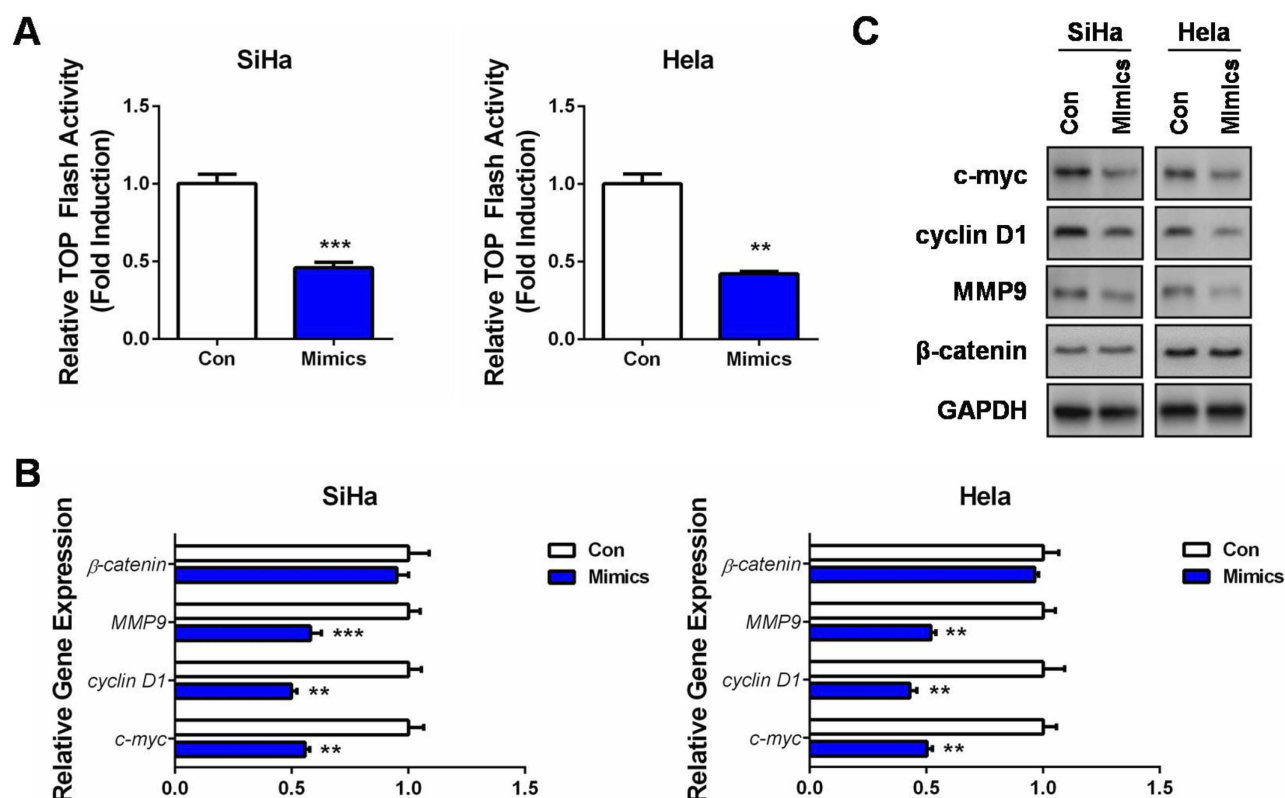 A
SiHa
Relative TOP Flash Activity
(Fold Induction)
1.5
1.0
0.5
0.0
***
Con
Mimics
Hela
Relative TOP Flash Activity
(Fold Induction)
1.5
1.0
0.5
0.0
**
Con
Mimics
C
SiHa
Hela
Con
Mimics
Con
Mimics
c-myc
cyclin D1
MMP9
β-catenin
GAPDH
B
SiHa
Relative Gene Expression
β-catenin
MMP9
***
cyclin D1
**
c-myc
**
0.0
0.5
1.0
1.5
Con
Mimics
Hela
Relative Gene Expression
β-catenin
MMP9
**
cyclin D1
**
c-myc
**
0.0
0.5
1.0
1.5
Con
Mimics